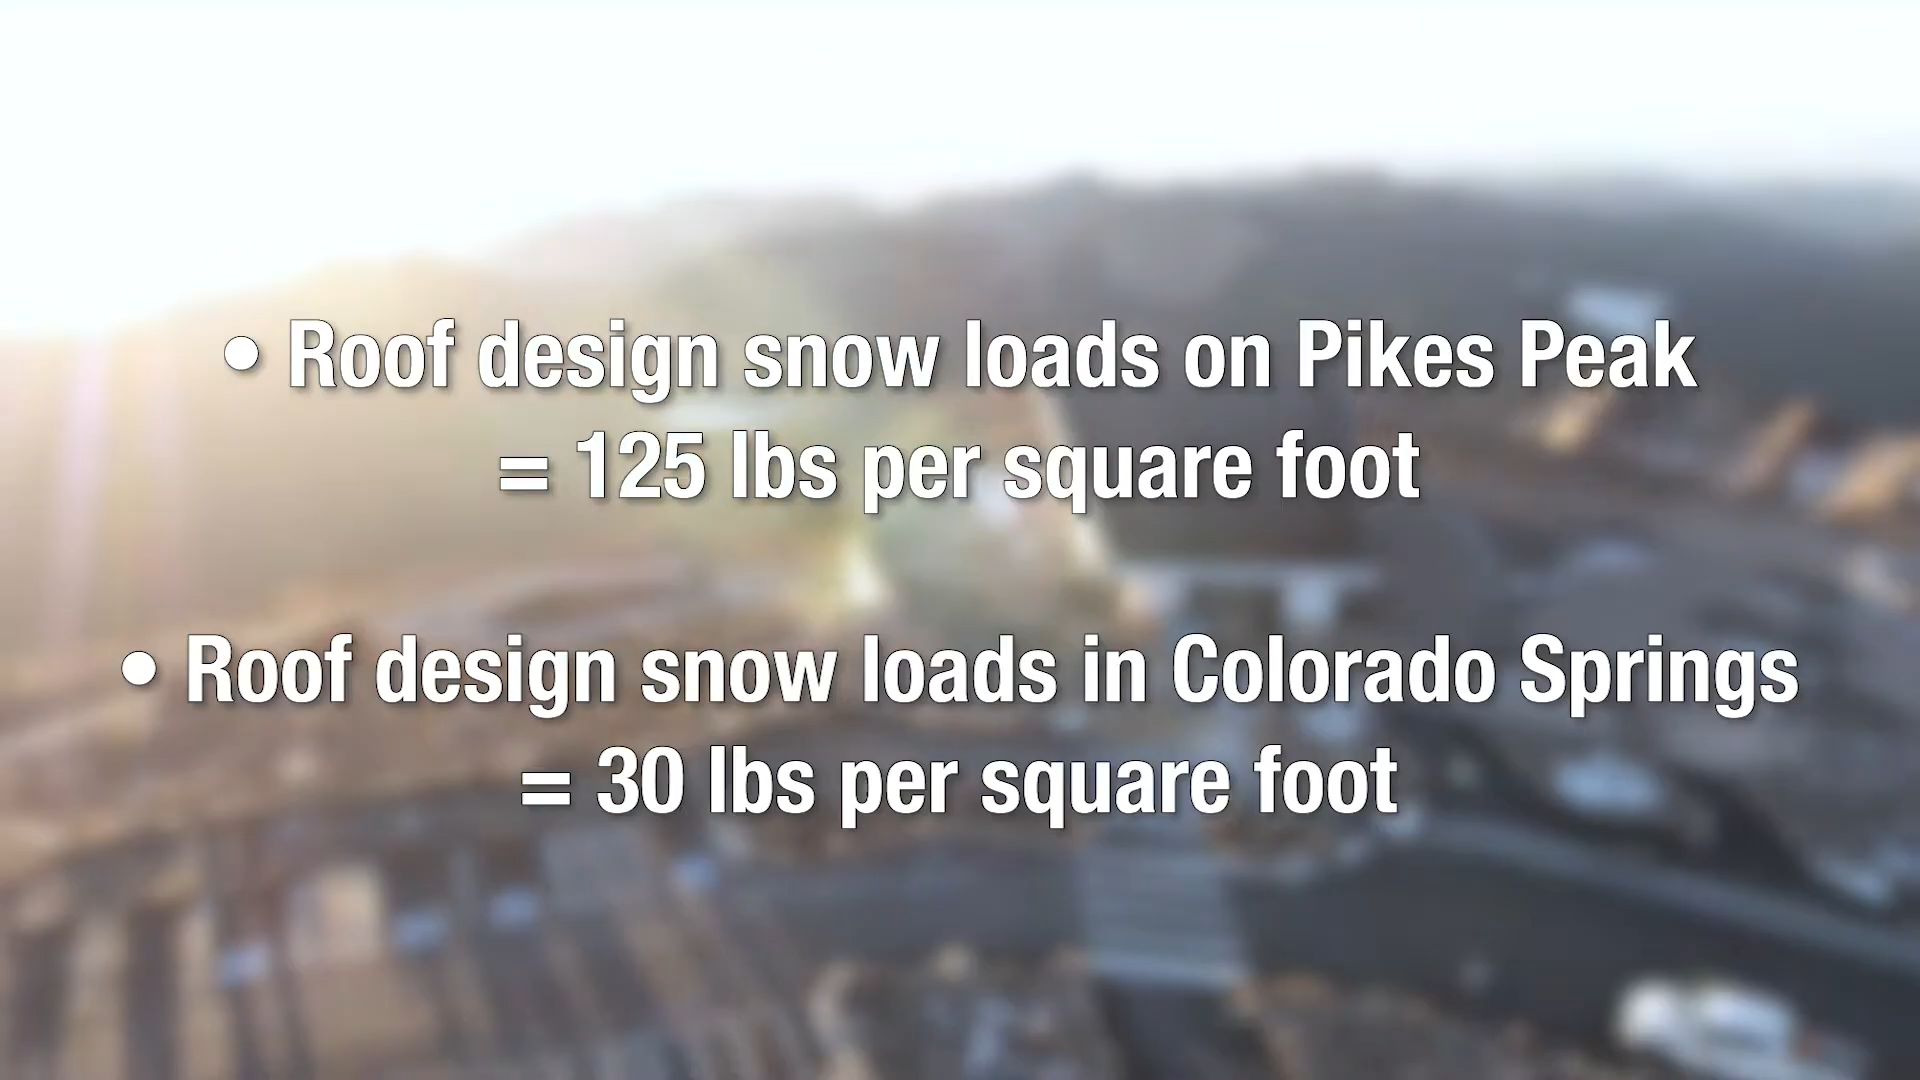 • Roof design snow loads on Pikes Peak
= 125 lbs per square foot
• Roof design snow loads in Colorado Springs
= 30 lbs per square foot